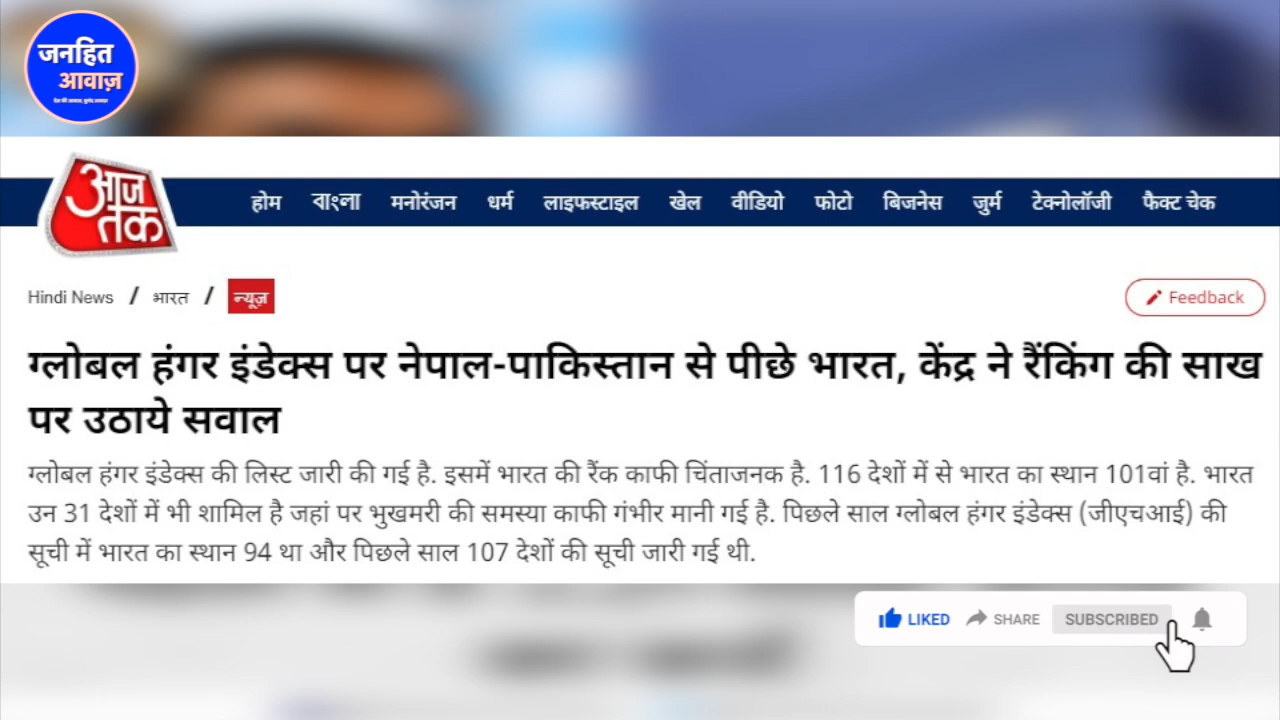 जनहित
आवाज़
आज
तक
होम বাংলা मनोरंजन धर्म लाइफस्टाइल खेल वीडियो फोटो बिजनेस जुर्म टेक्नोलॉजी फैक्ट चेक
Hindi News / भारत / न्यूज़
Feedback
ग्लोबल हंगर इंडेक्स पर नेपाल-पाकिस्तान से पीछे भारत, केंद्र ने रैंकिंग की साख
पर उठाये सवाल
ग्लोबल हंगर इंडेक्स की लिस्ट जारी की गई है. इसमें भारत की रैंक काफी चिंताजनक है. 116 देशों में से भारत का स्थान 101वां है. भारत
उन 31 देशों में भी शामिल है जहां पर भुखमरी की समस्या काफी गंभीर मानी गई है. पिछले साल ग्लोबल हंगर इंडेक्स (जीएचआई) की
सूची में भारत का स्थान 94 था और पिछले साल 107 देशों की सूची जारी गई थी.
LIKED SHARE SUBSCRIBED